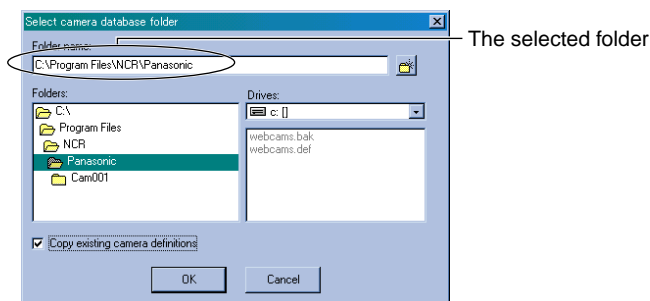 Select camera database folder
The selected folder
Folder name:
C:\Program Files\NCR\Panasonic
Folders:
Drives:
C:\
c: []
Program Files
NCR
Panasonic
Cam001
webcams.bak
webcams.def
Copy existing camera definitions
OK
Cancel